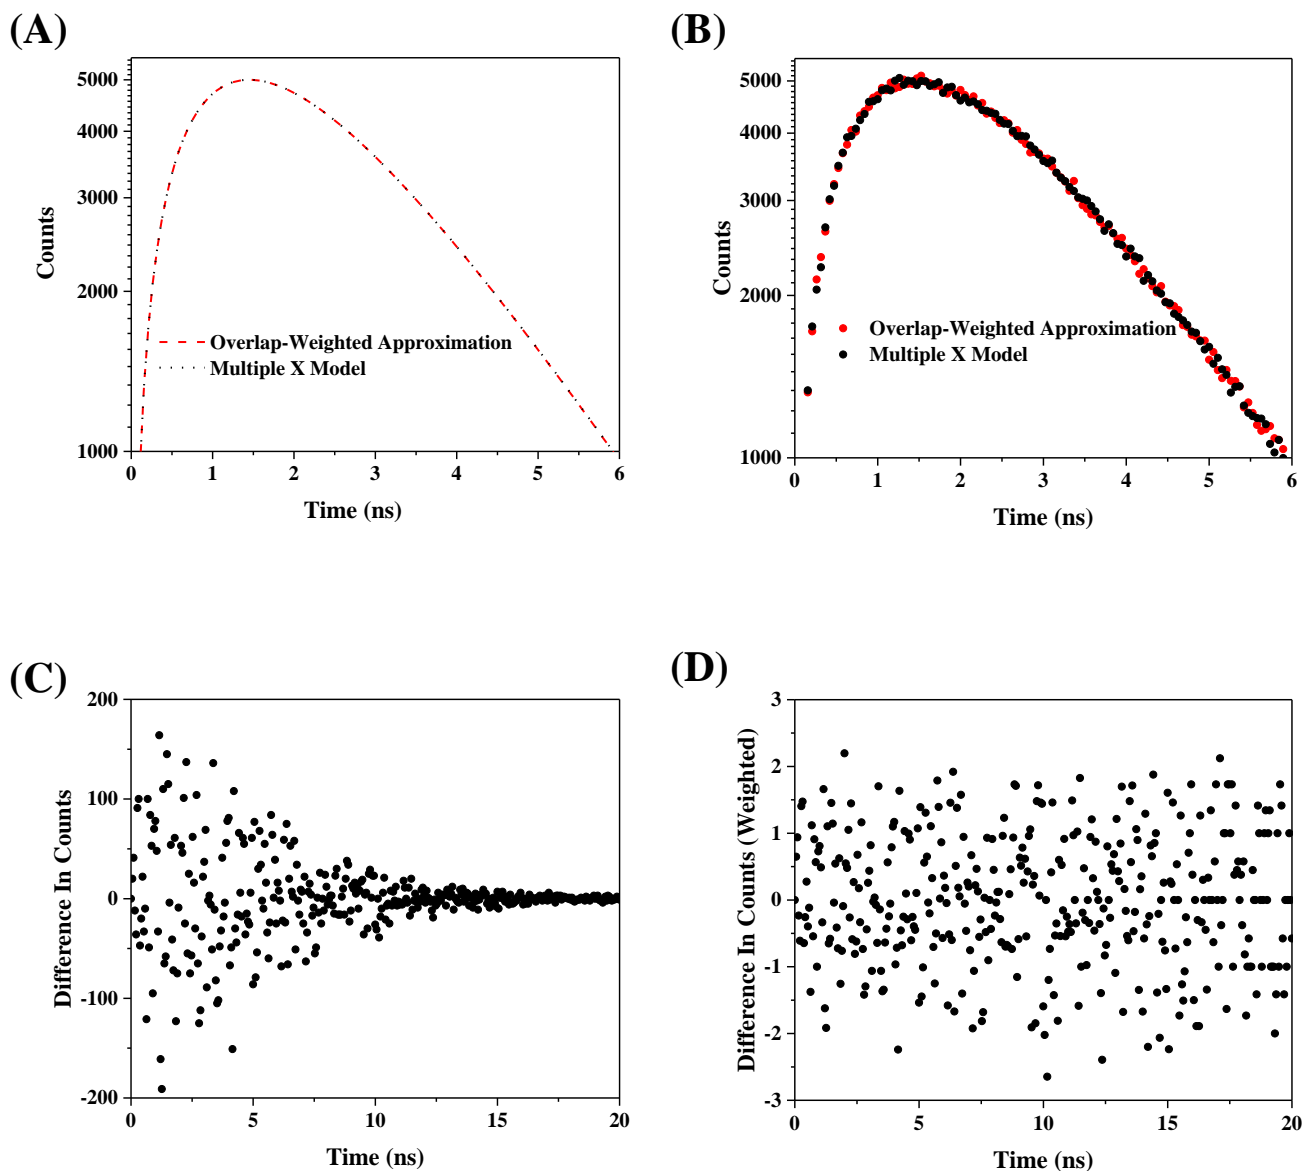 (A)
5000
4000
3000
2000
1000
Counts
Overlap-Weighted Approximation
Multiple X Model
0 1 2 3 4 5 6
Time (ns)
(B)
5000
4000
3000
2000
1000
Counts
Overlap-Weighted Approximation
Multiple X Model
0 1 2 3 4 5 6
Time (ns)
(C)
200
100
0
-100
-200
Difference In Counts
0 5 10 15 20
Time (ns)
(D)
3
2
1
0
-1
-2
-3
Difference In Counts (Weighted)
0 5 10 15 20
Time (ns)